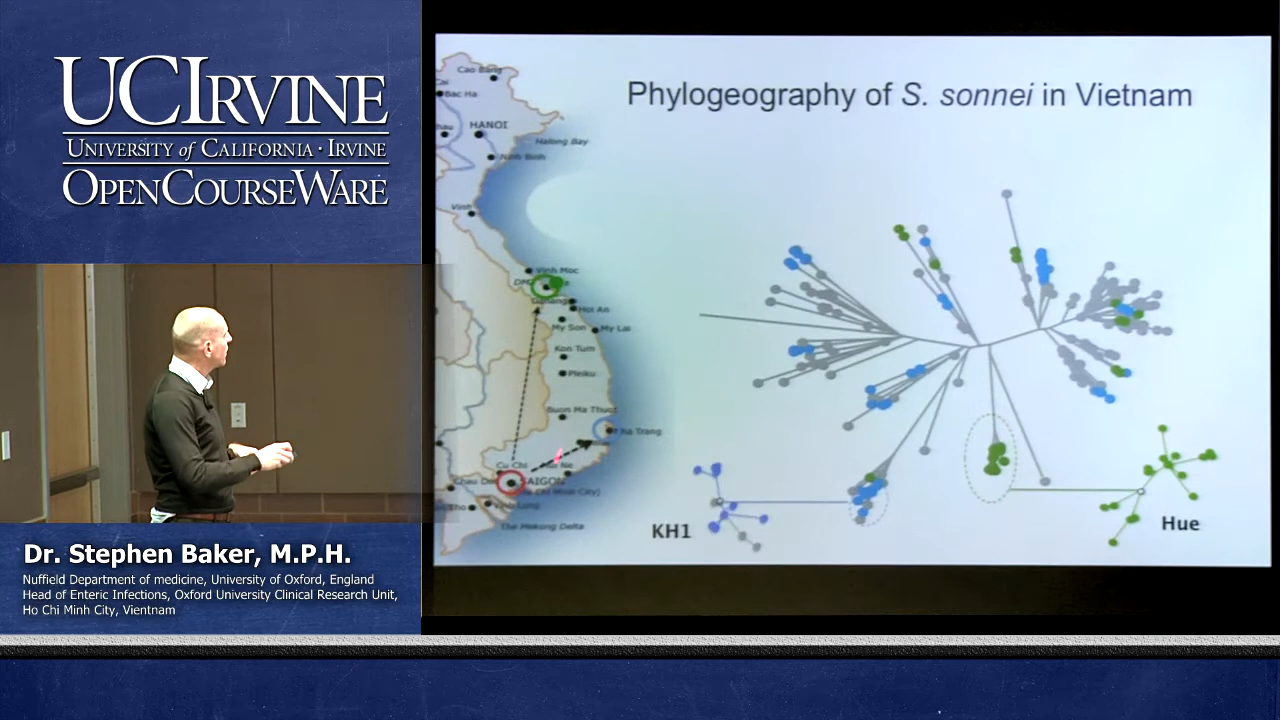 UCIRVINE
UNIVERSITY of CALIFORNIA · IRVINE
OPENCOURSEWARE
Dr. Stephen Baker, M.P.H.
Nuffield Department of medicine, University of Oxford, England
Head of Enteric Infections, Oxford University Clinical Research Unit,
Ho Chi Minh City, Vientnam
Phylogeography of S. sonnei in Vietnam
Cao Bang
Bac Ha
HANOI
Halong Bay
Ninh Binh
Vinh
Vinh Moc
Hoi An
My Son
My Lai
Kon Tum
Pleiku
Buon Ma Thuot
Nha Trang
Cu Chi
Mui Ne
SAIGON
(Ho Chi Minh City)
Vinh Long
The Mekong Delta
KH1
Hue